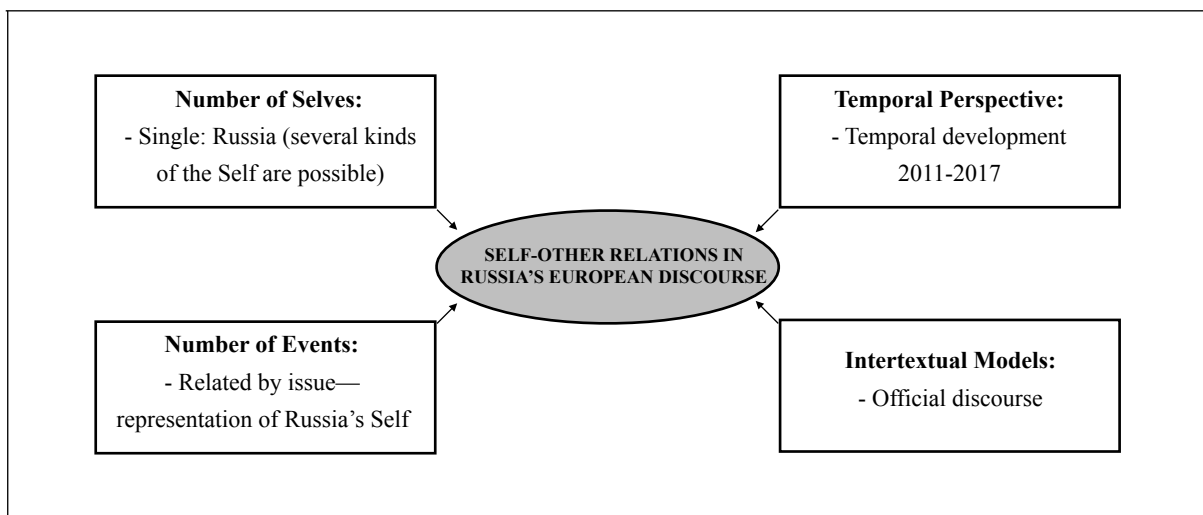 Number of Selves:
- Single: Russia (several kinds
of the Self are possible)
Temporal Perspective:
- Temporal development
2011-2017
SELF-OTHER RELATIONS IN
RUSSIA’S EUROPEAN DISCOURSE
Number of Events:
- Related by issue—
representation of Russia’s Self
Intertextual Models:
- Official discourse